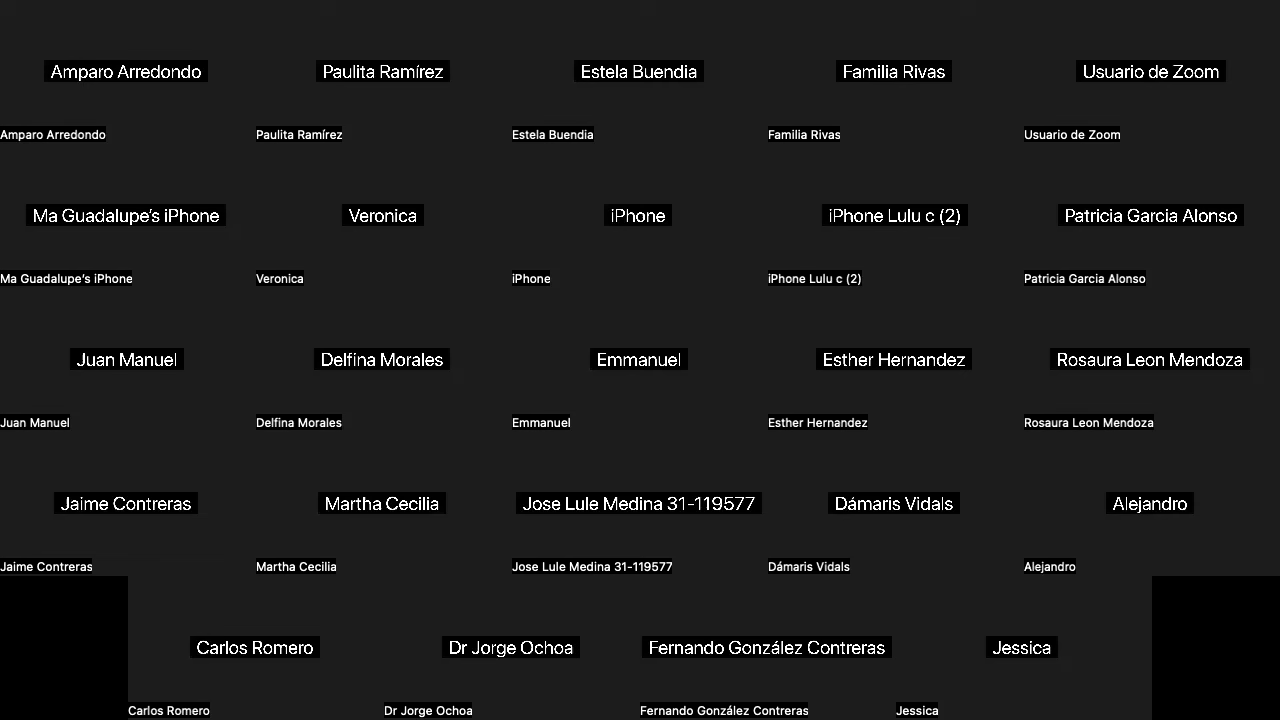 Amparo Arredondo
Paulita Ramírez
Estela Buendia
Familia Rivas
Usuario de Zoom
Amparo Arredondo
Paulita Ramírez
Estela Buendia
Familia Rivas
Usuario de Zoom
Ma Guadalupe’s iPhone
Veronica
iPhone
iPhone Lulu c (2)
Patricia Garcia Alonso
Ma Guadalupe’s iPhone
Veronica
iPhone
iPhone Lulu c (2)
Patricia Garcia Alonso
Juan Manuel
Delfina Morales
Emmanuel
Esther Hernandez
Rosaura Leon Mendoza
Juan Manuel
Delfina Morales
Emmanuel
Esther Hernandez
Rosaura Leon Mendoza
Jaime Contreras
Martha Cecilia
Jose Lule Medina 31-119577
Dámaris Vidals
Alejandro
Jaime Contreras
Martha Cecilia
Jose Lule Medina 31-119577
Dámaris Vidals
Alejandro
Carlos Romero
Dr Jorge Ochoa
Fernando González Contreras
Jessica
Carlos Romero
Dr Jorge Ochoa
Fernando González Contreras
Jessica